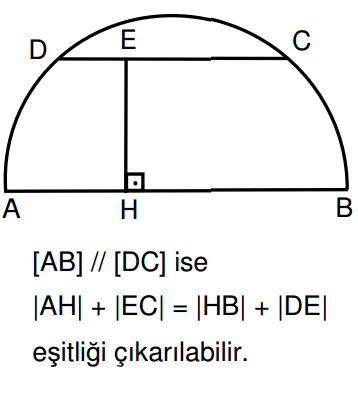 D E C
A H B
[AB] // [DC] ise
|AH| + |EC| = |HB| + |DE|
eşitliği çıkarılabilir.